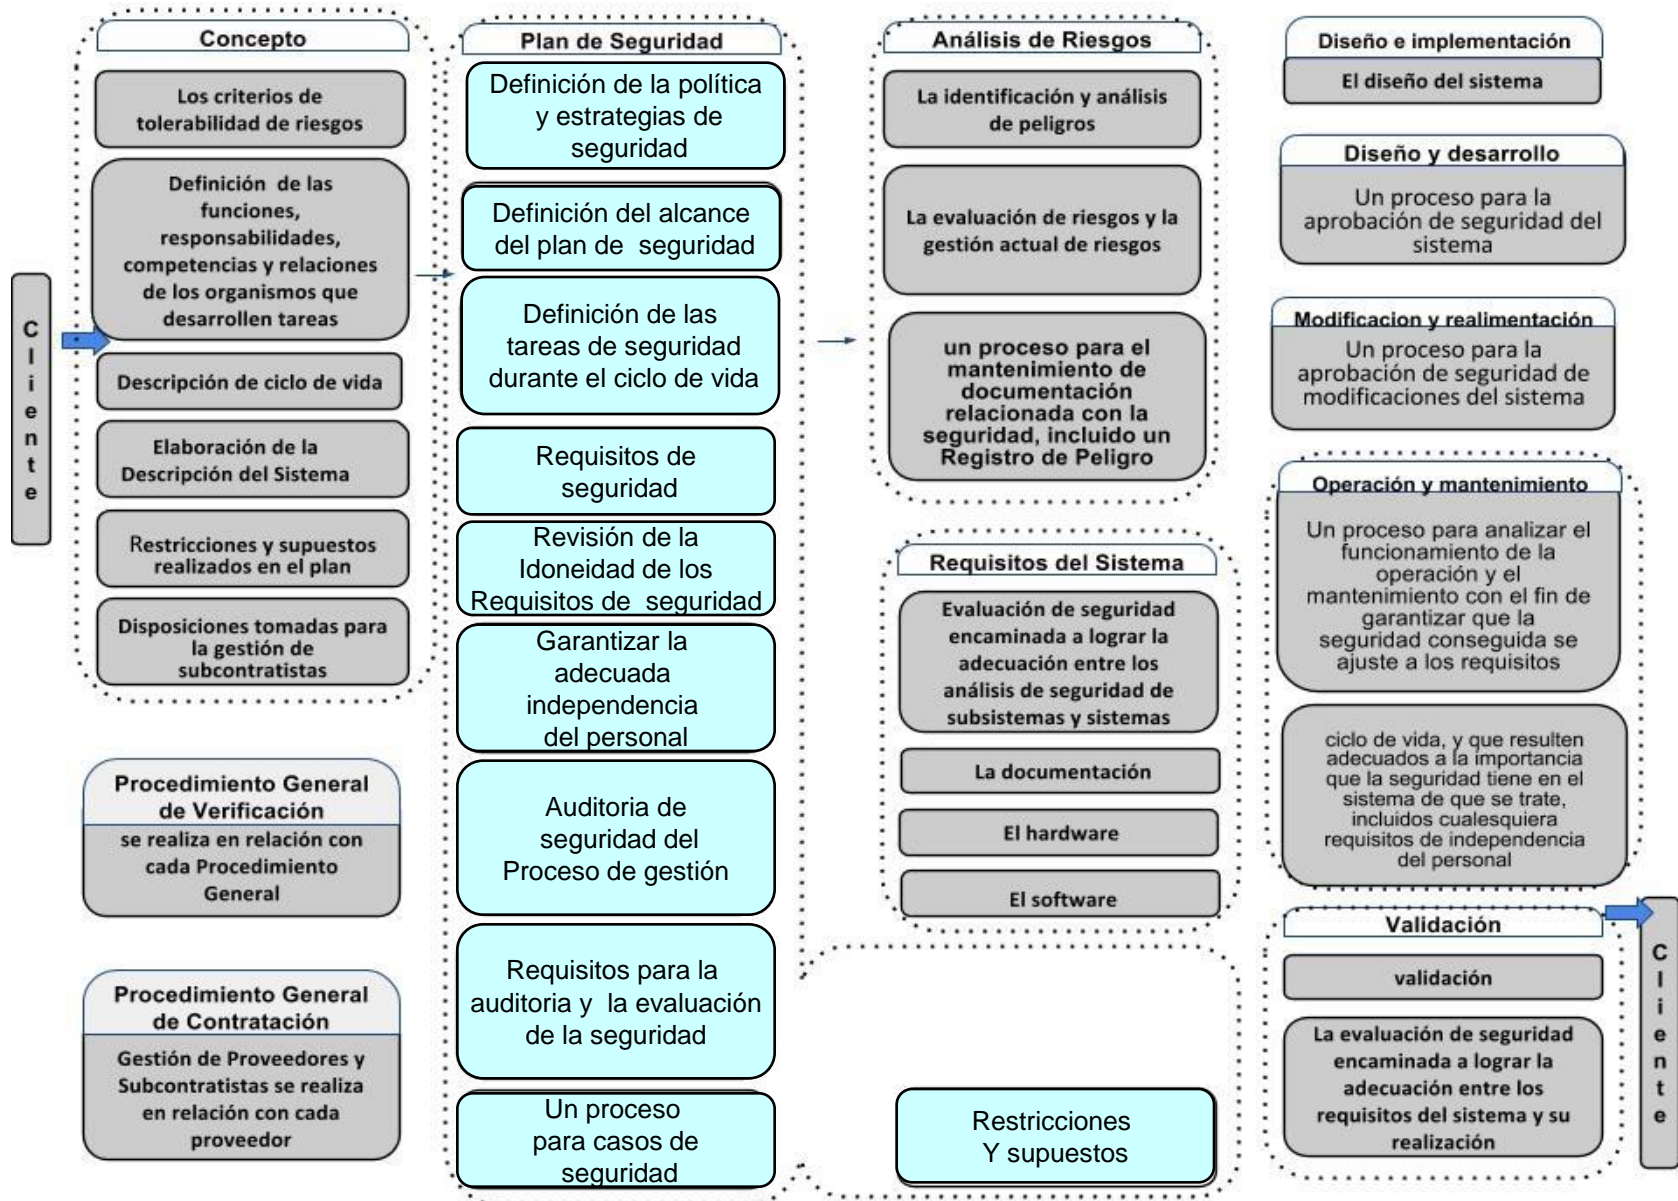 C
l
i
e
n
t
e
Concepto
Los criterios de
tolerabilidad de riesgos
Definición de las
funciones,
responsabilidades,
competencias y relaciones
de los organismos que
desarrollen tareas
Descripción de ciclo de vida
Elaboración de la
Descripción del Sistema
Restricciones y supuestos
realizados en el plan
Disposiciones tomadas para
la gestión de
subcontratistas
Procedimiento General
de Verificación
se realiza en relación con
cada Procedimiento
General
Procedimiento General
de Contratación
Gestión de Proveedores y
Subcontratistas se realiza
en relación con cada
proveedor
Plan de Seguridad
Definición de la política
y estrategias de
seguridad
Definición del alcance
del plan de seguridad
Definición de las
tareas de seguridad
durante el ciclo de vida
Requisitos de
seguridad
Revisión de la
Idoneidad de los
Requisitos de seguridad
Garantizar la
adecuada
independencia
del personal
Auditoria de
seguridad del
Proceso de gestión
Requisitos para la
auditoria y la evaluación
de la seguridad
Un proceso
para casos de
seguridad
Análisis de Riesgos
La identificación y análisis
de peligros
La evaluación de riesgos y la
gestión actual de riesgos
un proceso para el
mantenimiento de
documentación
relacionada con la
seguridad, incluido un
Registro de Peligro
Requisitos del Sistema
Evaluación de seguridad
encaminada a lograr la
adecuación entre los
análisis de seguridad de
subsistemas y sistemas
La documentación
El hardware
El software
Restricciones
Y supuestos
Diseño e implementación
El diseño del sistema
Diseño y desarrollo
Un proceso para la
aprobación de seguridad del
sistema
Modificacion y realimentación
Un proceso para la
aprobación de seguridad de
modificaciones del sistema
Operación y mantenimiento
Un proceso para analizar el
funcionamiento de la
operación y el
mantenimiento con el fin de
garantizar que la
seguridad conseguida se
ajuste a los requisitos
ciclo de vida, y que resulten
adecuados a la importancia
que la seguridad tiene en el
sistema de que se trate,
incluidos cualesquiera
requisitos de independencia
del personal
Validación
validación
La evaluación de seguridad
encaminada a lograr la
adecuación entre los
requisitos del sistema y su
realización
C
l
i
e
n
t
e